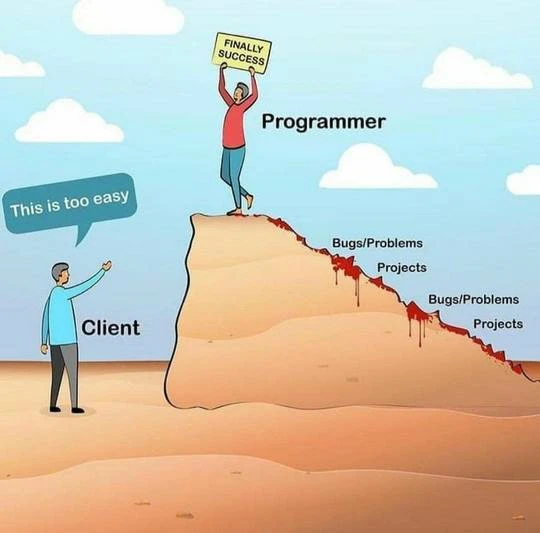 FINALLY
SUCCESS
Programmer
This is too easy
Bugs/Problems
Projects
Bugs/Problems
Projects
Client